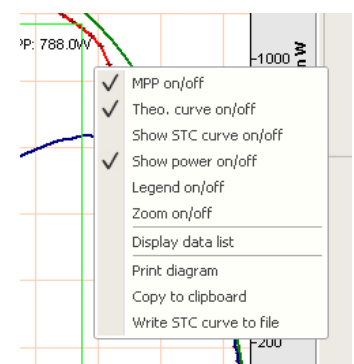 PP: 788.0W
1000
MPP on/off
Theo. curve on/off
Show STC curve on/off
Show power on/off
Legend on/off
Zoom on/off
Display data list
Print diagram
Copy to clipboard
Write STC curve to file
200